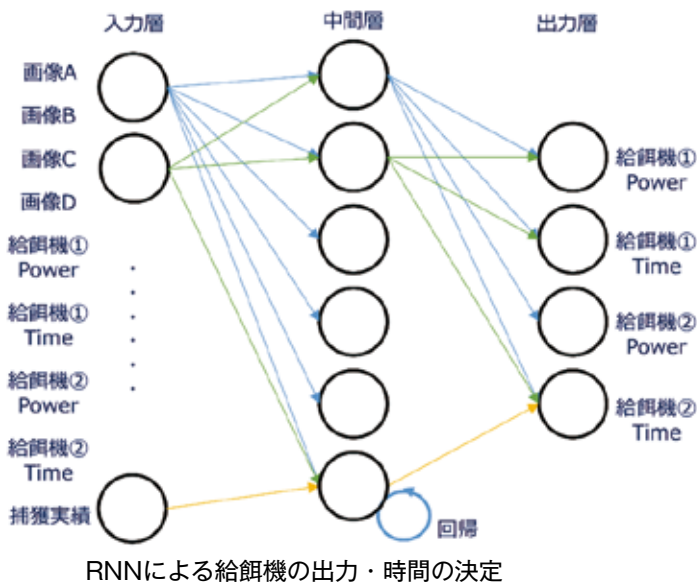 入力層
中間層
出力層
画像A
画像B
画像C
画像D
給餌機①
Power
給餌機①
Time
給餌機②
Power
給餌機②
Time
捕獲実績
給餌機①
Power
給餌機①
Time
給餌機②
Power
給餌機②
Time
回帰
RNNによる給餌機の出力・時間の決定